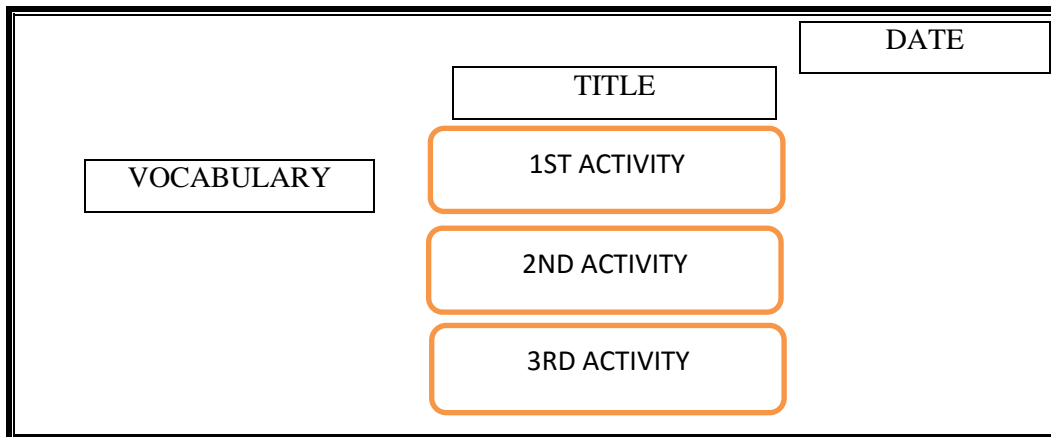 DATE
TITLE
VOCABULARY
1ST ACTIVITY
2ND ACTIVITY
3RD ACTIVITY